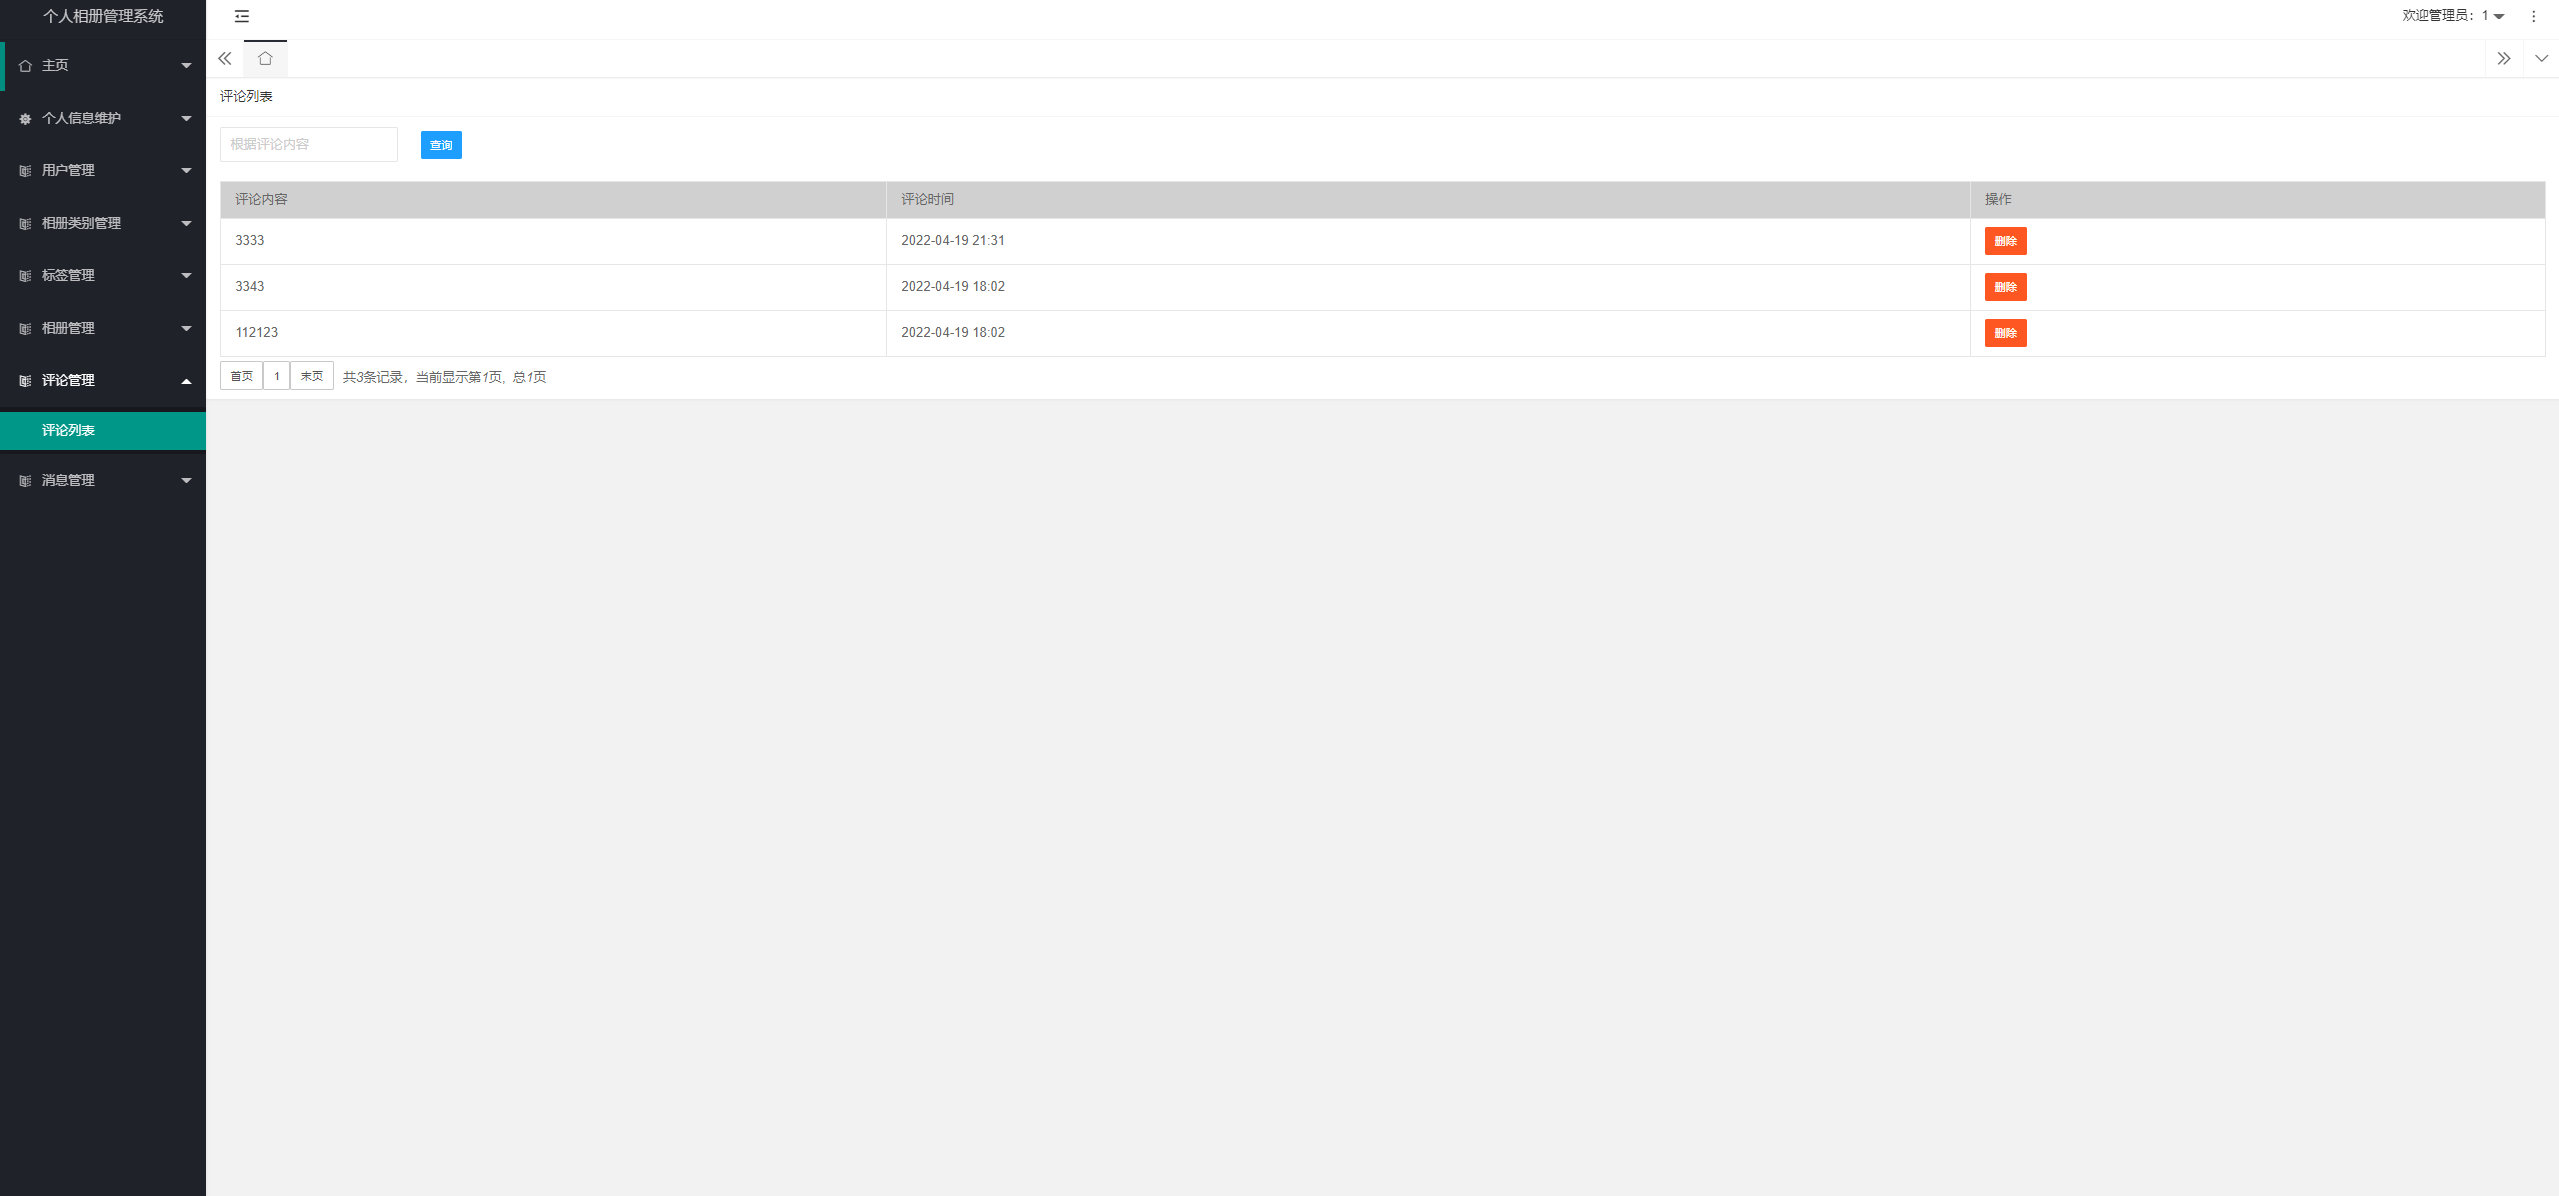 个人相册管理系统
欢迎管理员：1
主页
个人信息维护
用户管理
相册类别管理
标签管理
相册管理
评论管理
评论列表
消息管理
评论列表
根据评论内容 查询
评论内容 评论时间 操作
3333 2022-04-19 21:31 删除
3343 2022-04-19 18:02 删除
112123 2022-04-19 18:02 删除
首页 1 末页 共3条记录，当前显示第1页, 总1页